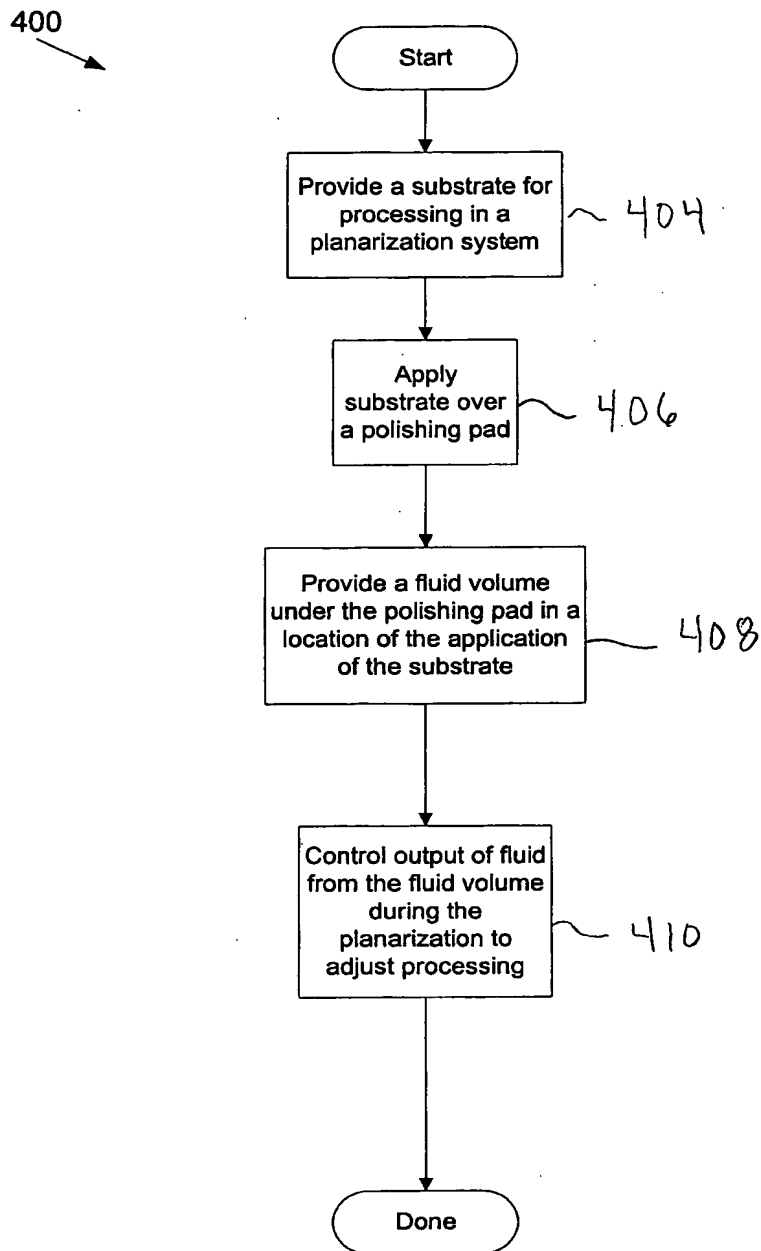 400
Start
Provide a substrate for
processing in a
planarization system
404
Apply
substrate over
a polishing pad
406
Provide a fluid volume
under the polishing pad in a
location of the application
of the substrate
408
Control output of fluid
from the fluid volume
during the
planarization to
adjust processing
410
Done